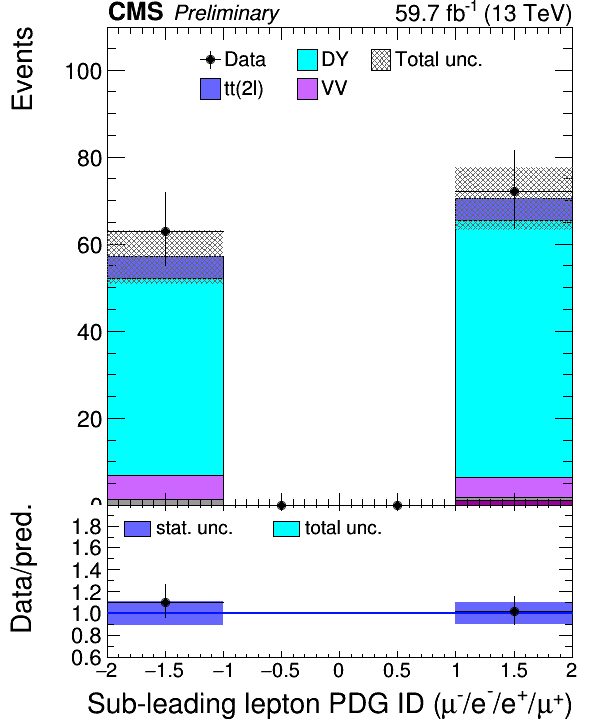 CMS Preliminary 59.7 fb⁻¹ (13 TeV)
Events
Data DY Total unc.
tt(2l) VV
100
80
60
40
20
0
Data/pred.
stat. unc. total unc.
1.8
1.6
1.4
1.2
1.0
0.8
0.6
−2 −1.5 −1 −0.5 0 0.5 1 1.5 2
Sub-leading lepton PDG ID (μ⁻/e⁻/e⁺/μ⁺)